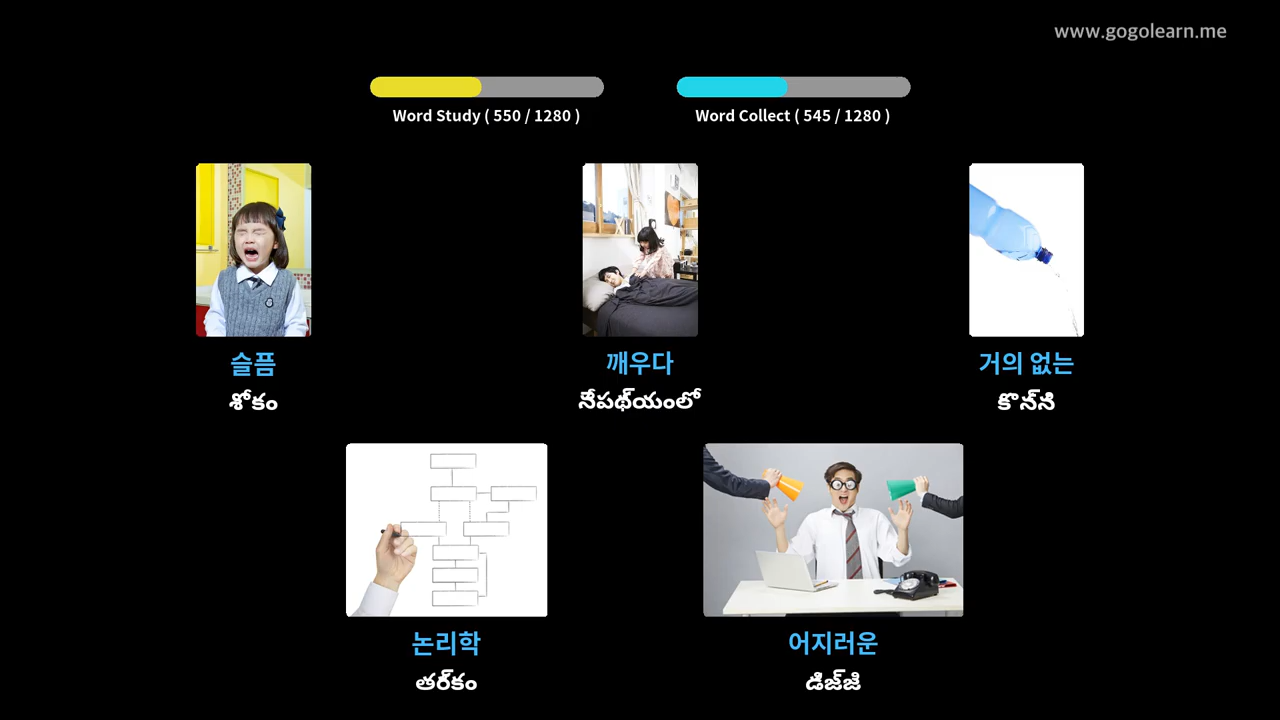 www.gogolearn.me
Word Study ( 550 / 1280 )
Word Collect ( 545 / 1280 )
슬픔
శోకం
깨우다
నేపథ్యంలో
거의 없는
కొన్ని
논리학
తర్కం
어지러운
డిజ్జి